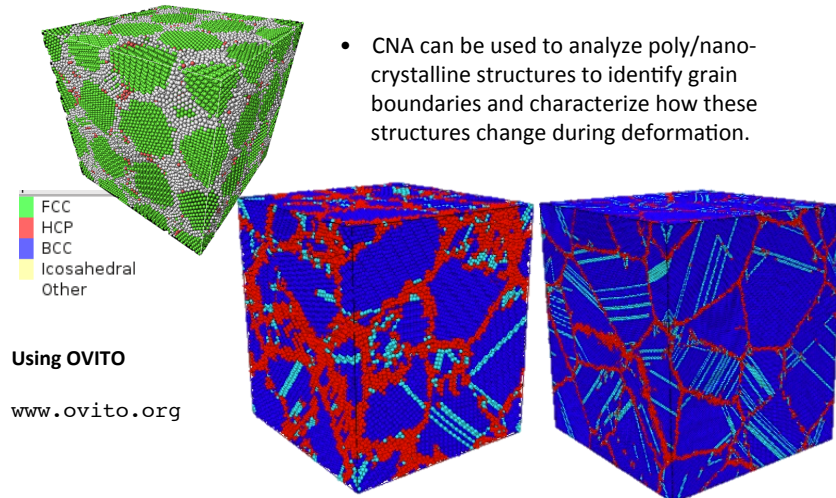 • CNA can be used to analyze poly/nano-
crystalline structures to identify grain
boundaries and characterize how these
structures change during deformation.
FCC
HCP
BCC
Icosahedral
Other
Using OVITO
www.ovito.org